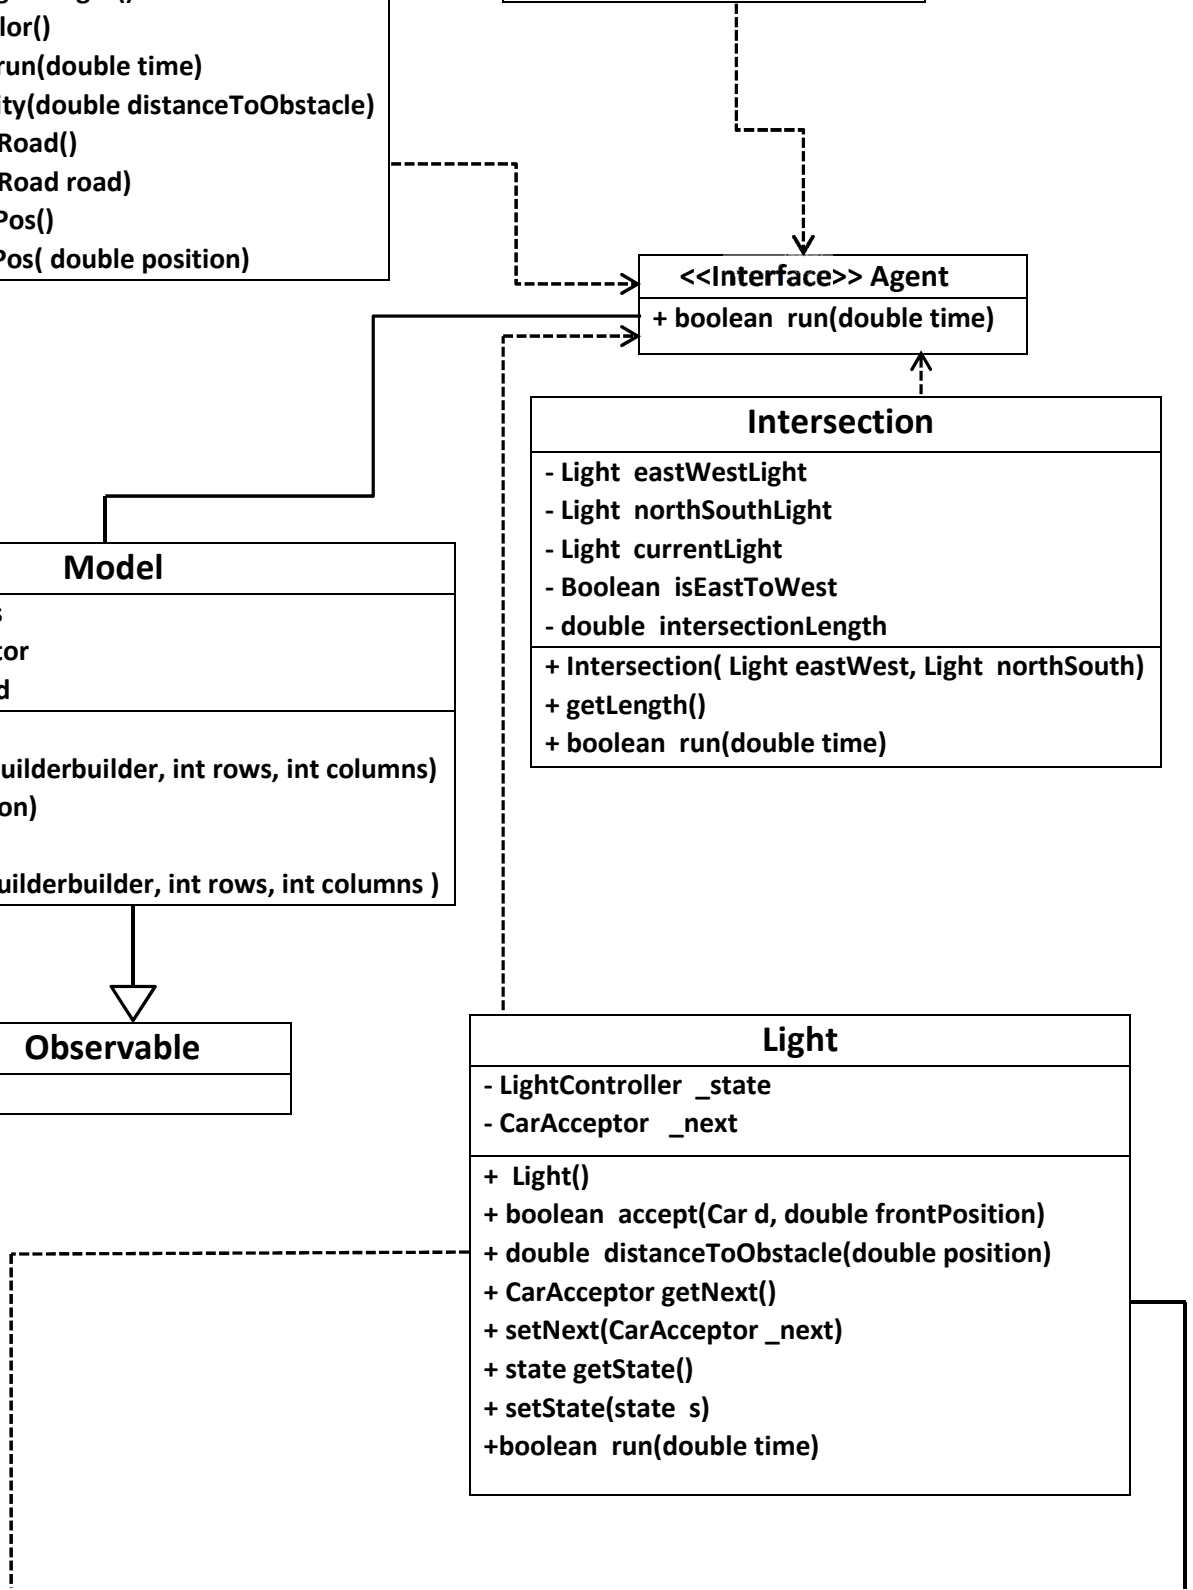 lor()
run(double time)
ity(double distanceToObstacle)
Road()
Road road)
Pos()
Pos( double position)
<<Interface>> Agent
+ boolean  run(double time)
Intersection
- Light  eastWestLight
- Light  northSouthLight
- Light  currentLight
- Boolean  isEastToWest
- double  intersectionLength
+ Intersection( Light eastWest, Light  northSouth)
+ getLength()
+ boolean  run(double time)
Model
s
tor
d
uilderbuilder, int rows, int columns)
on)
uilderbuilder, int rows, int columns )
Observable
Light
- LightController  _state
- CarAcceptor   _next
+  Light()
+ boolean  accept(Car d, double frontPosition)
+ double  distanceToObstacle(double position)
+ CarAcceptor getNext()
+ setNext(CarAcceptor _next)
+ state getState()
+ setState(state  s)
+boolean  run(double time)